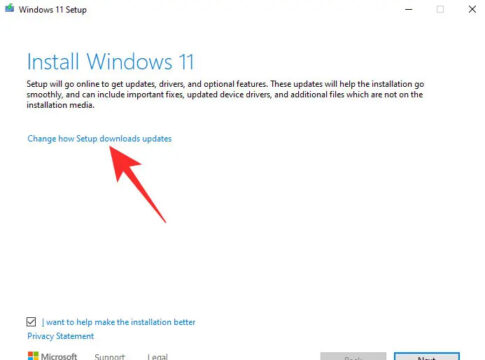 Windows 11 Setup
Install Windows 11
Setup will go online to get updates, drivers, and optional features. These updates will help the installation go
smoothly, and can include important fixes, updated device drivers, and additional files which are not on the
installation media.
Change how Setup downloads updates
I want to help make the installation better
Privacy Statement
Microsoft Support Legal Back Next